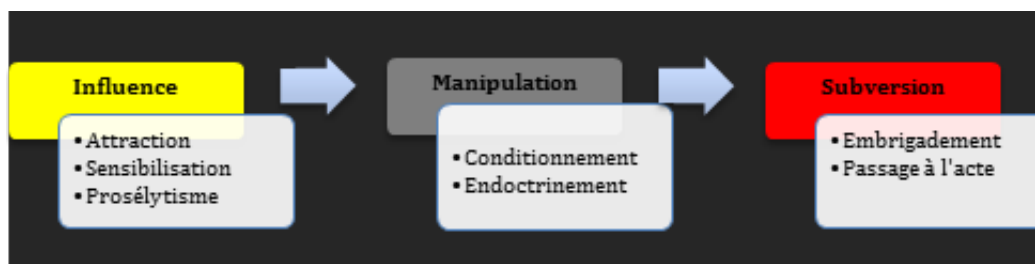 Influence
• Attraction
• Sensibilisation
• Prosélytisme
Manipulation
• Conditionnement
• Endoctrinement
Subversion
• Embrigadement
• Passage à l'acte